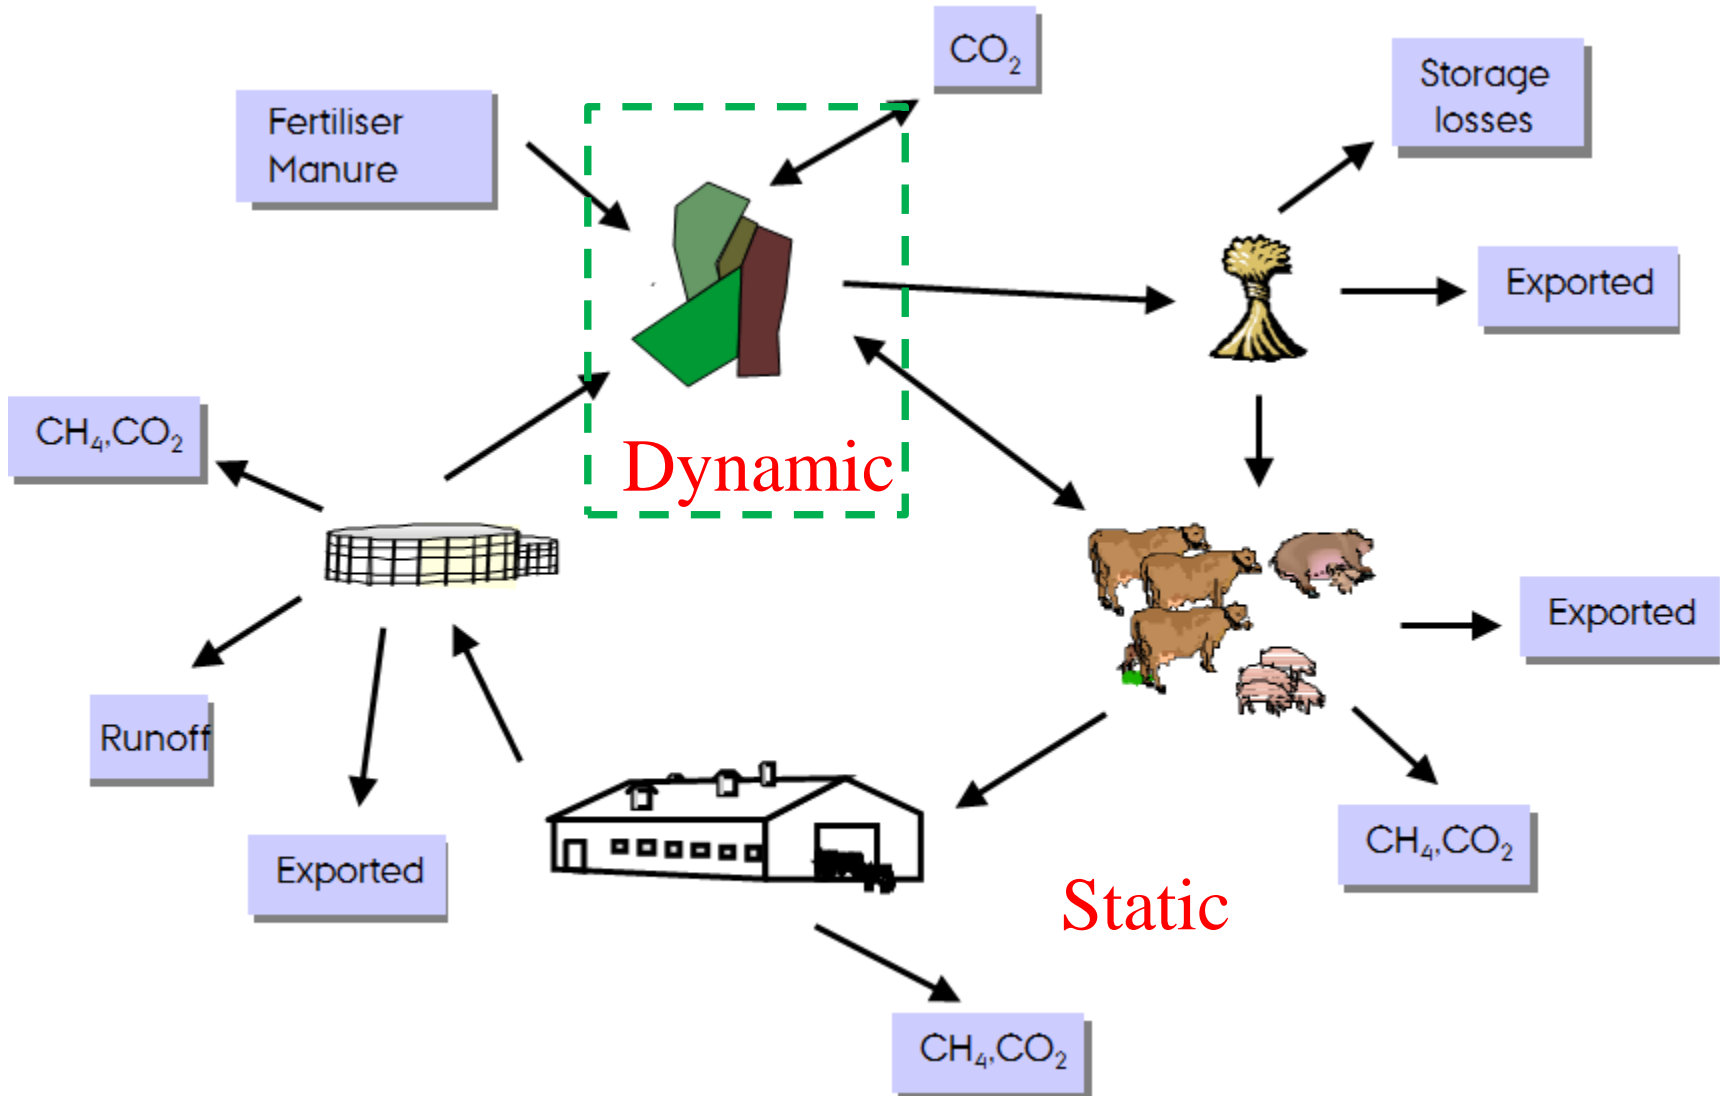 CO₂
Storage
losses
Fertiliser
Manure
Exported
CH₄,CO₂
Dynamic
Exported
Runoff
Exported
CH₄,CO₂
Static
CH₄,CO₂